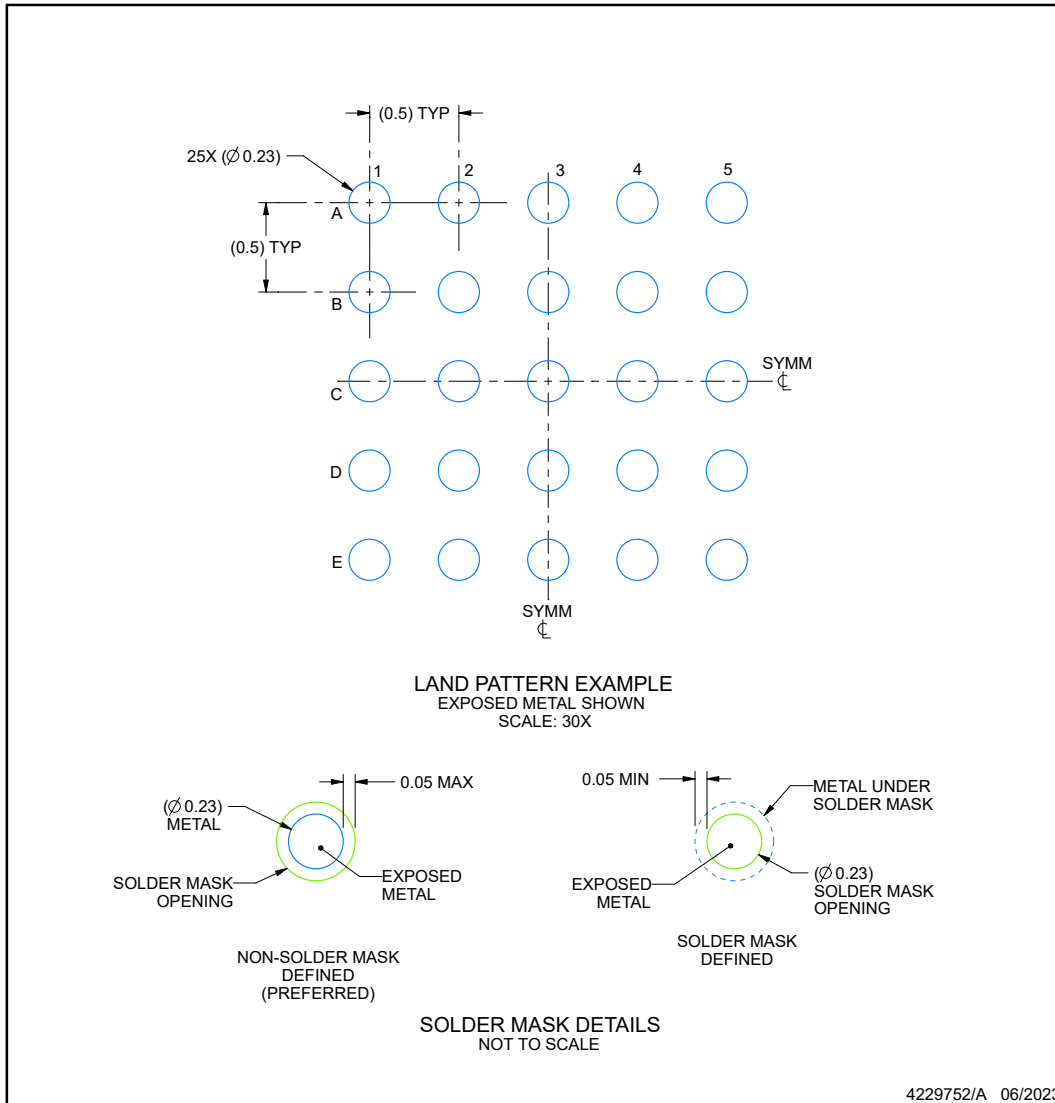 (0.5) TYP
25X (∅ 0.23)
1
2
3
4
5
A
(0.5) TYP
B
SYMM
℄
C
D
E
SYMM
℄
LAND PATTERN EXAMPLE
EXPOSED METAL SHOWN
SCALE: 30X
0.05 MAX
(∅ 0.23)
METAL
SOLDER MASK
OPENING
EXPOSED
METAL
NON-SOLDER MASK
DEFINED
(PREFERRED)
0.05 MIN
METAL UNDER
SOLDER MASK
EXPOSED
METAL
(∅ 0.23)
SOLDER MASK
OPENING
SOLDER MASK
DEFINED
SOLDER MASK DETAILS
NOT TO SCALE
4229752/A 06/2023